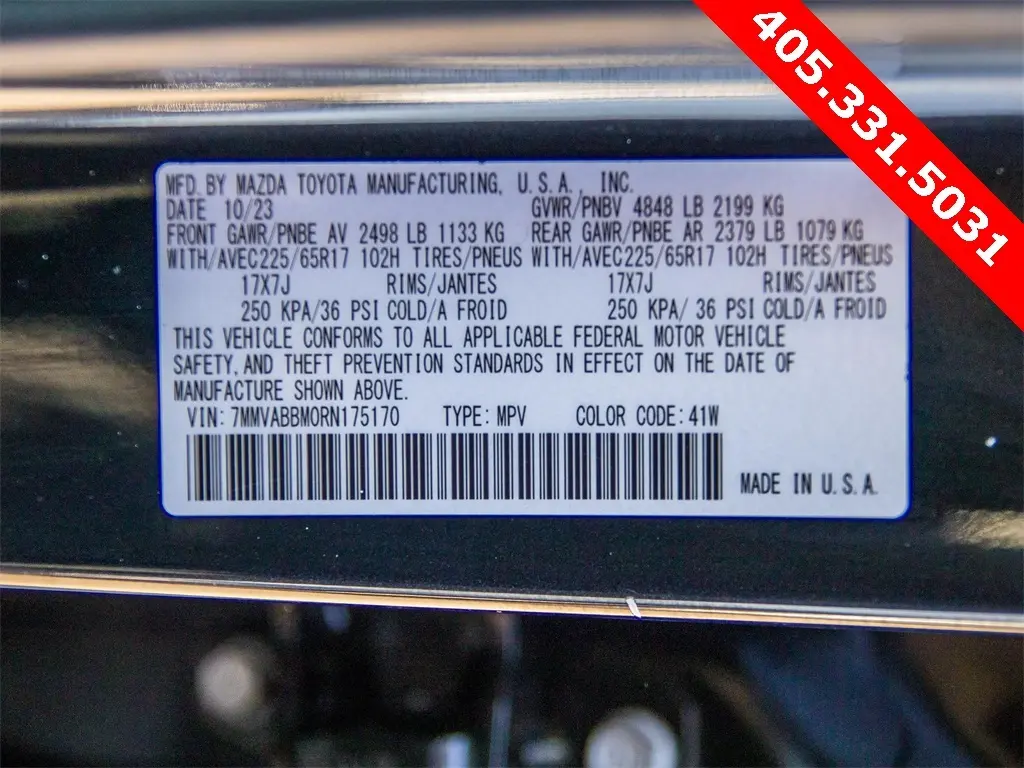 405.331.5031
MFD. BY MAZDA TOYOTA MANUFACTURING, U.S.A., INC.
DATE 10/23 GVWR/PNBV 4848 LB 2199 KG
FRONT GAWR/PNBE AV 2498 LB 1133 KG REAR GAWR/PNBE AR 2379 LB 1079 KG
WITH/AVEC225/65R17 102H TIRES/PNEUS WITH/AVEC225/65R17 102H TIRES/PNEUS
17X7J RIMS/JANTES 17X7J RIMS/JANTES
250 KPA/36 PSI COLD/A FROID 250 KPA/ 36 PSI COLD/A FROID
THIS VEHICLE CONFORMS TO ALL APPLICABLE FEDERAL MOTOR VEHICLE
SAFETY, AND THEFT PREVENTION STANDARDS IN EFFECT ON THE DATE OF
MANUFACTURE SHOWN ABOVE.
VIN: 7MMVABBM0RN175170 TYPE: MPV COLOR CODE: 41W
MADE IN U.S.A.